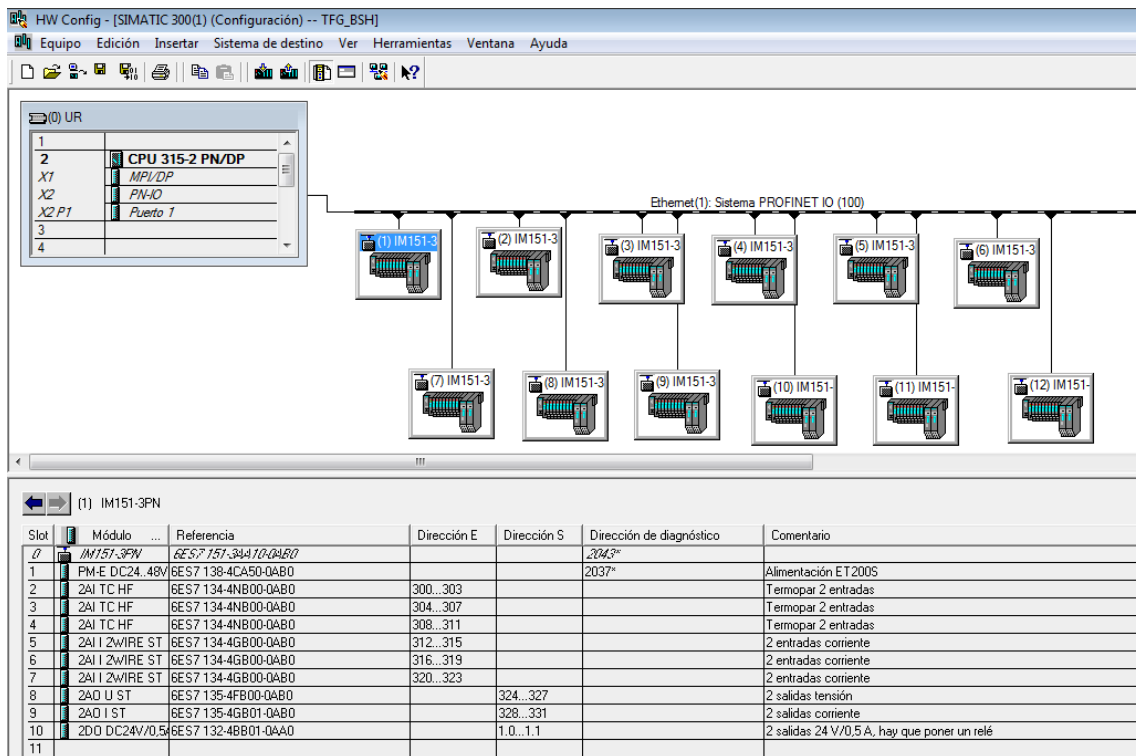 HW Config - [SIMATIC 300(1) (Configuración) -- TFG_BSH]
Equipo Edición Insertar Sistema de destino Ver Herramientas Ventana Ayuda
(0) UR
1
2 CPU 315-2 PN/DP
X1 MPI/DP
X2 PN-IO
X2 P1 Puerto 1
3
4
Ethernet(1): Sistema PROFINET IO (100)
(1) IM151-3 (2) IM151-3 (3) IM151-3 (4) IM151-3 (5) IM151-3 (6) IM151-3
(7) IM151-3 (8) IM151-3 (9) IM151-3 (10) IM151- (11) IM151- (12) IM151-
(1) IM151-3PN
Slot Módulo ... Referencia Dirección E Dirección S Dirección de diagnóstico Comentario
0 IM151-3PN 6ES7 151-3AA10-0AB0 2043*
1 PM-E DC24..48V 6ES7 138-4CA50-0AB0 2037* Alimentación ET200S
2 2AI TC HF 6ES7 134-4NB00-0AB0 300...303 Termopar 2 entradas
3 2AI TC HF 6ES7 134-4NB00-0AB0 304...307 Termopar 2 entradas
4 2AI TC HF 6ES7 134-4NB00-0AB0 308...311 Termopar 2 entradas
5 2AI I 2WIRE ST 6ES7 134-4GB00-0AB0 312...315 2 entradas corriente
6 2AI I 2WIRE ST 6ES7 134-4GB00-0AB0 316...319 2 entradas corriente
7 2AI I 2WIRE ST 6ES7 134-4GB00-0AB0 320...323 2 entradas corriente
8 2AO U ST 6ES7 135-4FB00-0AB0 324...327 2 salidas tensión
9 2AO I ST 6ES7 135-4GB01-0AB0 328...331 2 salidas corriente
10 2DO DC24V/0,5A 6ES7 132-4BB01-0AA0 1.0...1.1 2 salidas 24 V/0,5 A, hay que poner un relé
11